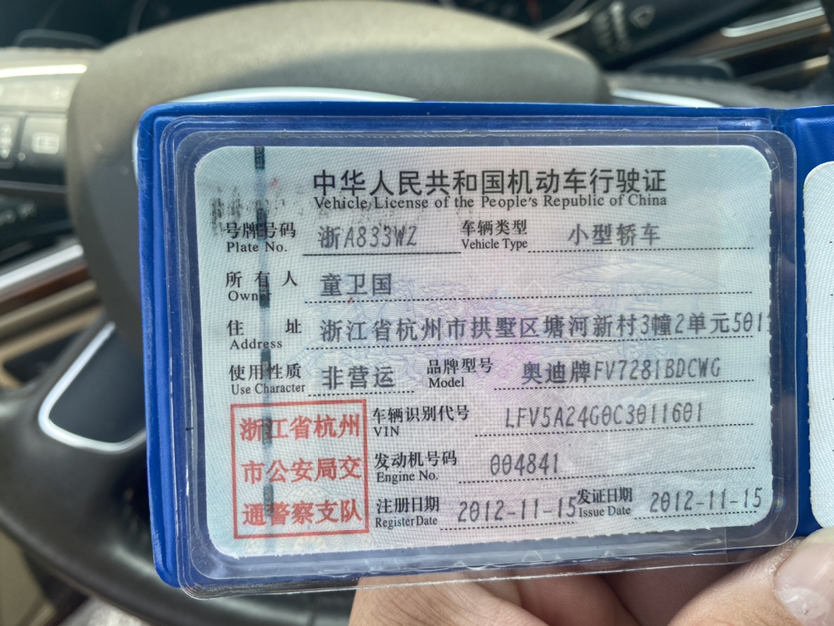 中华人民共和国机动车行驶证
Vehicle License of the People's Republic of China
号牌号码 浙A833WZ 车辆类型 小型轿车
Plate No. Vehicle Type
所有人 童卫国
Owner
住址 浙江省杭州市拱墅区塘河新村3幢2单元501
Address
使用性质 非营运 品牌型号 奥迪牌FV7281BDCWG
Use Character Model
浙江省杭州
市公安局交
通警察支队
车辆识别代号 LFV5A24G0C3011601
VIN
发动机号码 004841
Engine No.
注册日期 2012-11-15 发证日期 2012-11-15
Register Date Issue Date